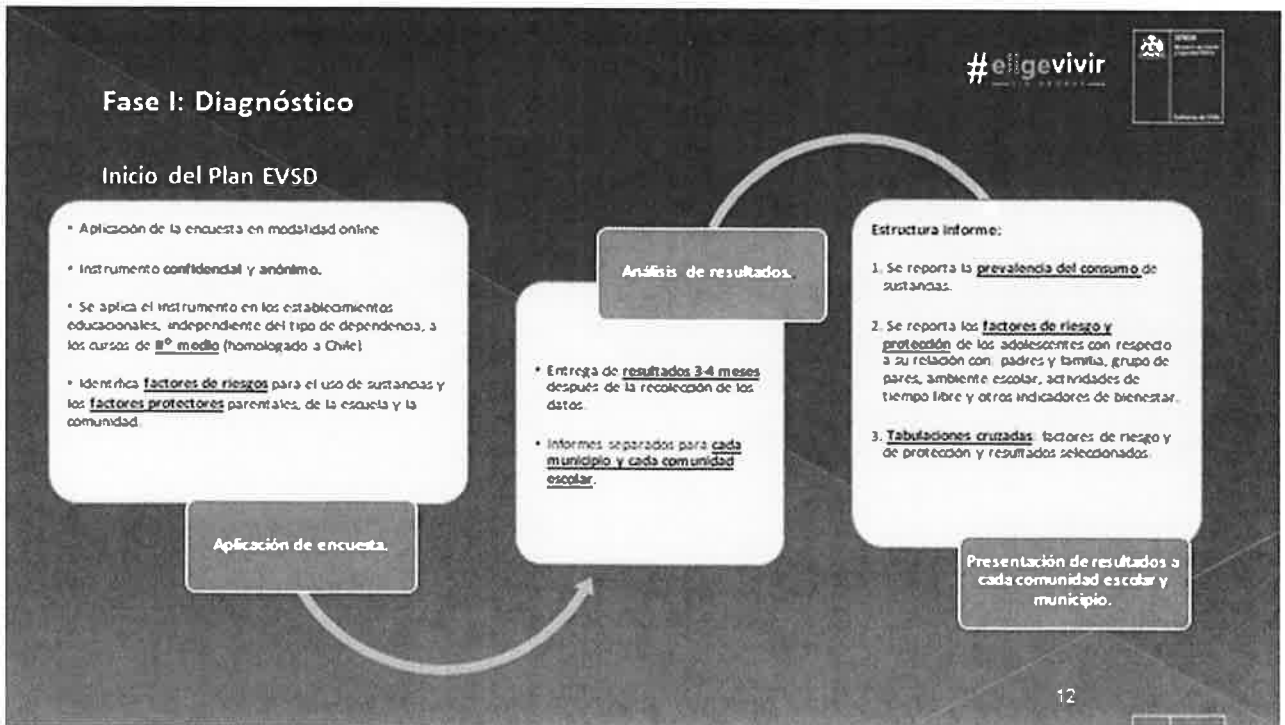 #eligevivir
SIN DROGAS
SENDA
Gobierno de Chile
Fase I: Diagnóstico
Inicio del Plan EVSD
• Aplicación de la encuesta en modalidad online
• Instrumento confidencial y anónimo.
• Se aplica el instrumento en los establecimientos
educacionales, independiente del tipo de dependencia, a
los cursos de IIº medio (homologado a Chile)
• Identifica factores de riesgos para el uso de sustancias y
los factores protectores parentales, de la escuela y la
comunidad.
Aplicación de encuesta.
Análisis de resultados.
• Entrega de resultados 3-4 meses
después de la recolección de los
datos.
• Informes separados para cada
municipio y cada comunidad
escolar.
Estructura informe:
1. Se reporta la prevalencia del consumo de
sustancias.
2. Se reporta los factores de riesgo y
protección de los adolescentes con respecto
a su relación con: padres y familia, grupo de
pares, ambiente escolar, actividades de
tiempo libre y otros indicadores de bienestar.
3. Tabulaciones cruzadas: factores de riesgo y
de protección y resultados seleccionados.
Presentación de resultados a
cada comunidad escolar y
municipio.
12